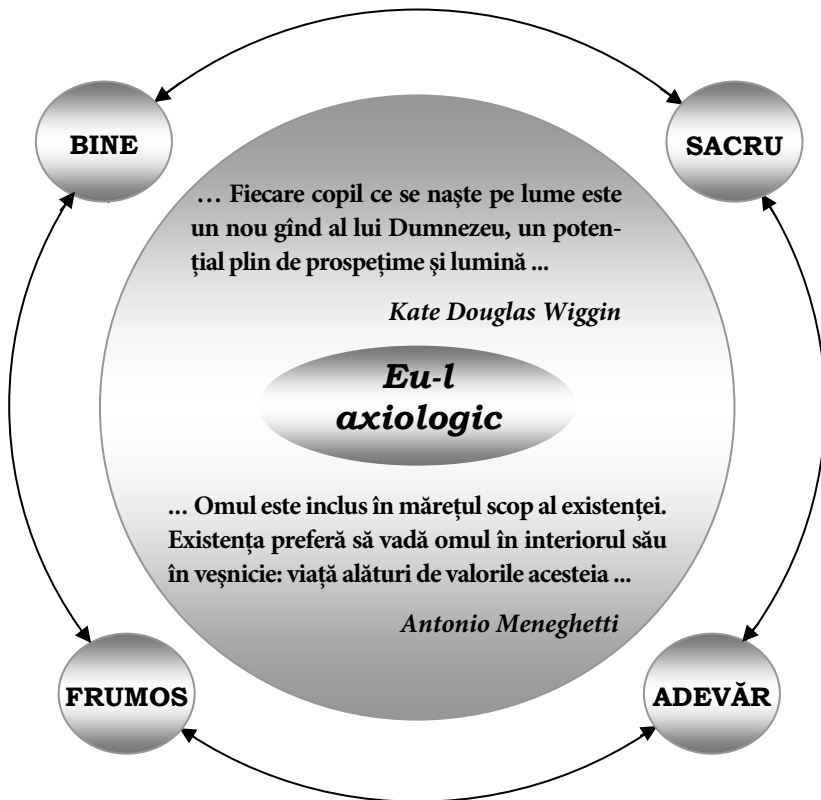 BINE
SACRU
… Fiecare copil ce se naște pe lume este
un nou gînd al lui Dumnezeu, un poten-
țial plin de prospețime și lumină ...
Kate Douglas Wiggin
Eu-l
axiologic
... Omul este inclus în mărețul scop al existenței.
Existența preferă să vadă omul în interiorul său
în veșnicie: viață alături de valorile acesteia ...
Antonio Meneghetti
FRUMOS
ADEVĂR